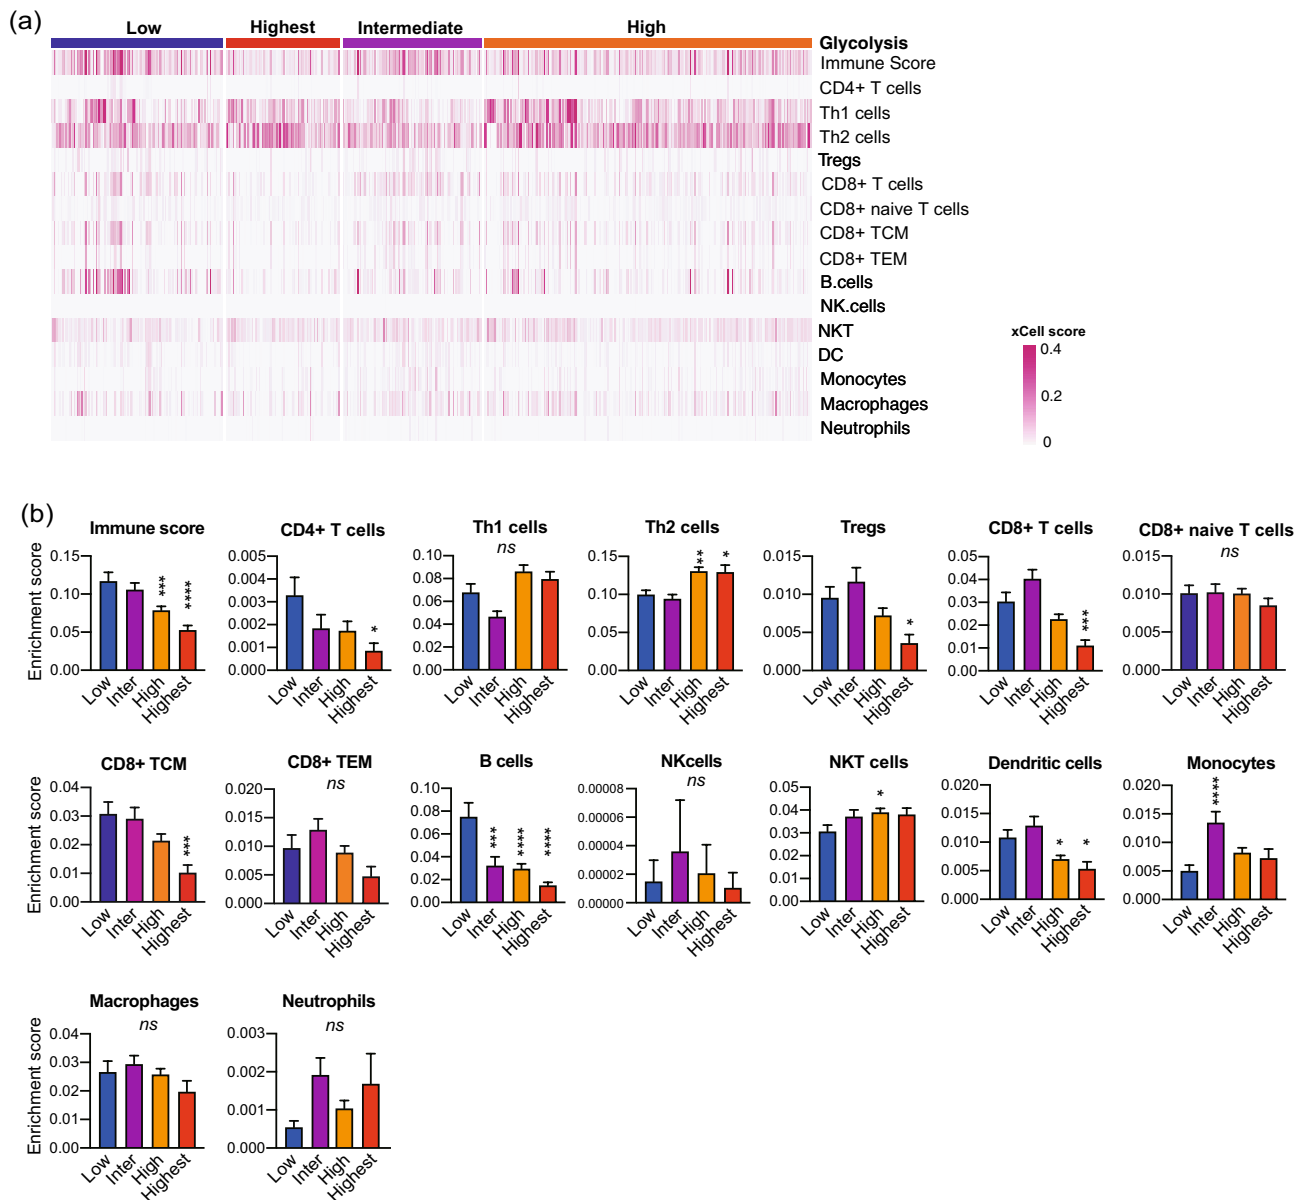 (a)
Low Highest Intermediate High
Glycolysis
Immune Score
CD4+ T cells
Th1 cells
Th2 cells
Tregs
CD8+ T cells
CD8+ naive T cells
CD8+ TCM
CD8+ TEM
B.cells
NK.cells
NKT
DC
Monocytes
Macrophages
Neutrophils
xCell score
0.4
0.2
0
(b)
Immune score
Enrichment score
0.15
0.10
0.05
0.00
***
****
Low Inter High Highest
CD4+ T cells
0.005
0.004
0.003
0.002
0.001
0.000
*
Low Inter High Highest
Th1 cells
ns
0.10
0.08
0.06
0.04
0.02
0.00
Low Inter High Highest
Th2 cells
0.15
0.10
0.05
0.00
**
*
Low Inter High Highest
Tregs
0.015
0.010
0.005
0.000
*
Low Inter High Highest
CD8+ T cells
0.05
0.04
0.03
0.02
0.01
0.00
***
Low Inter High Highest
CD8+ naive T cells
ns
0.015
0.010
0.005
0.000
Low Inter High Highest
CD8+ TCM
Enrichment score
0.04
0.03
0.02
0.01
0.00
***
Low Inter High Highest
CD8+ TEM
ns
0.020
0.015
0.010
0.005
0.000
Low Inter High Highest
B cells
0.10
0.08
0.06
0.04
0.02
0.00
***
****
****
Low Inter High Highest
NKcells
ns
0.00008
0.00006
0.00004
0.00002
0.00000
Low Inter High Highest
NKT cells
0.05
0.04
0.03
0.02
0.01
0.00
*
Low Inter High Highest
Dendritic cells
0.020
0.015
0.010
0.005
0.000
*
*
Low Inter High Highest
Monocytes
0.020
0.015
0.010
0.005
0.000
****
Low Inter High Highest
Macrophages
ns
Enrichment score
0.04
0.03
0.02
0.01
0.00
Low Inter High Highest
Neutrophils
ns
0.003
0.002
0.001
0.000
Low Inter High Highest